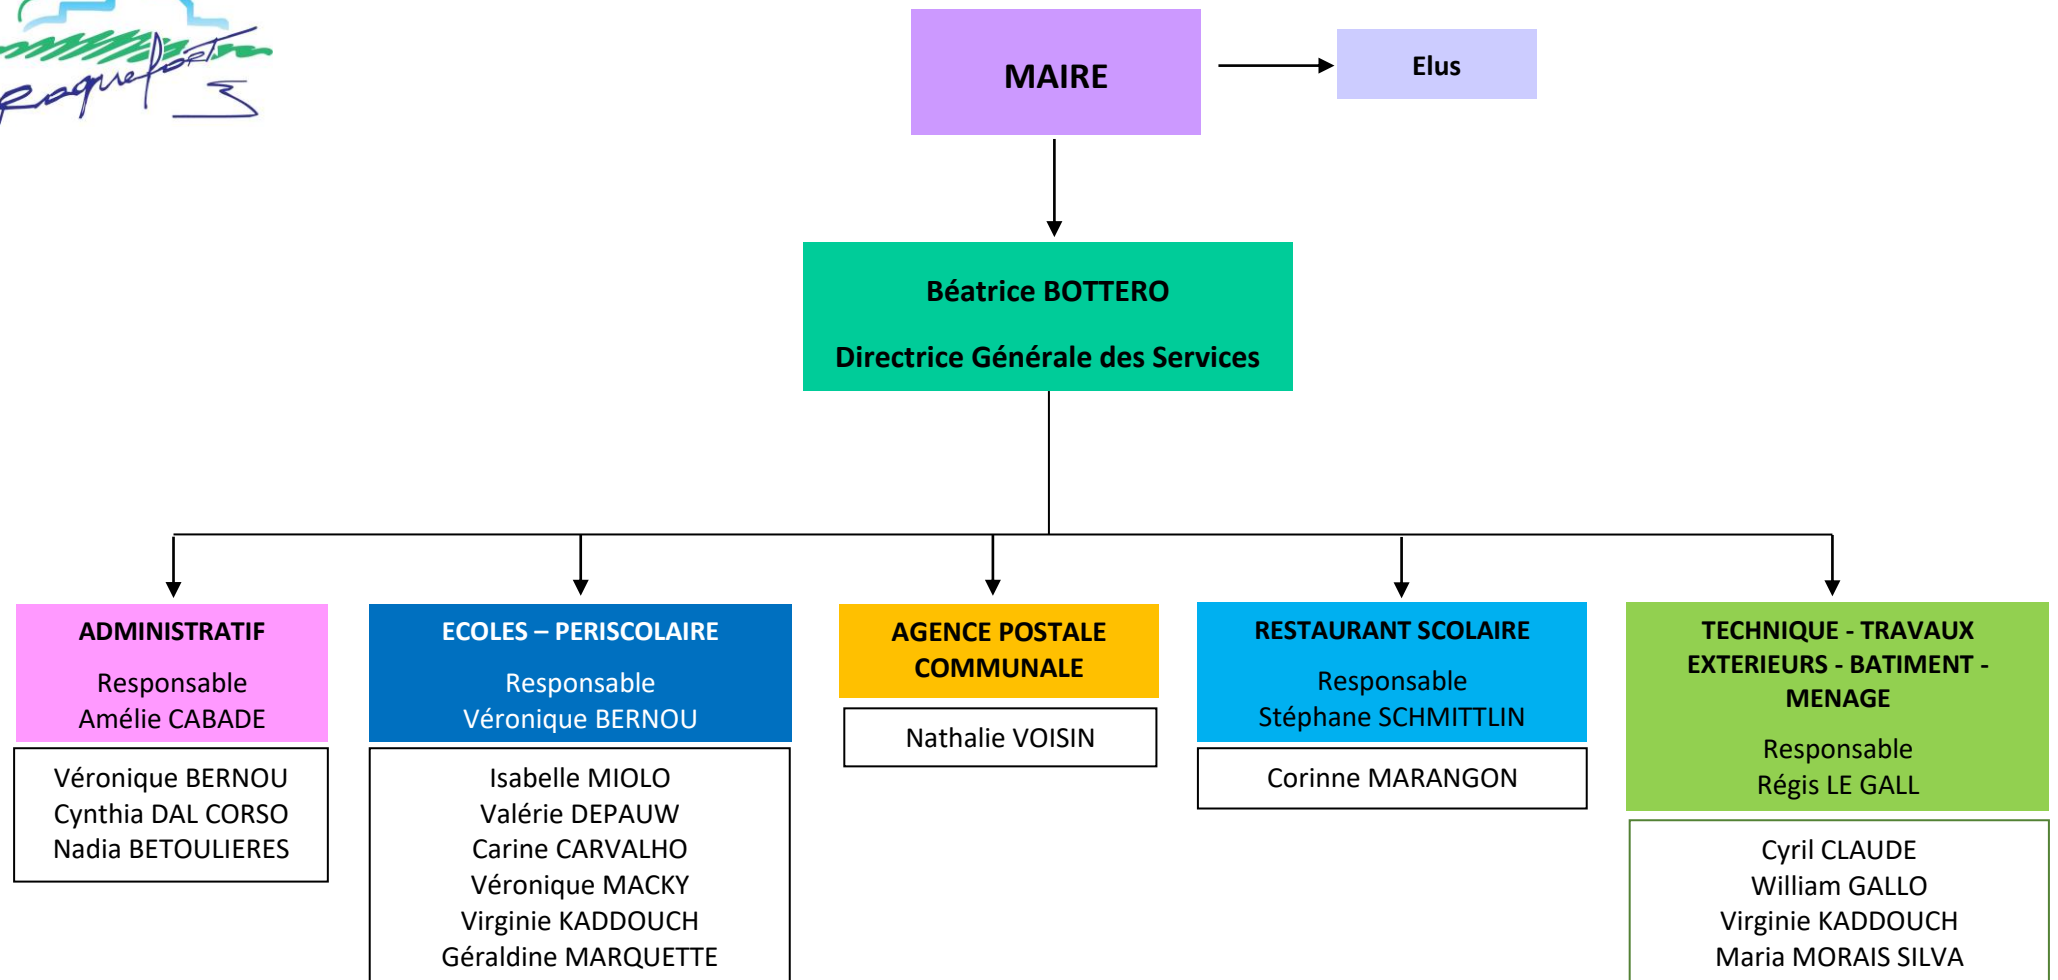 Roquefort
MAIRE
Elus
Béatrice BOTTERO
Directrice Générale des Services
ADMINISTRATIF
Responsable
Amélie CABADE
Véronique BERNOU
Cynthia DAL CORSO
Nadia BETOULIERES
ECOLES – PERISCOLAIRE
Responsable
Véronique BERNOU
Isabelle MIOLO
Valérie DEPAUW
Carine CARVALHO
Véronique MACKY
Virginie KADDOUCH
Géraldine MARQUETTE
AGENCE POSTALE
COMMUNALE
Nathalie VOISIN
RESTAURANT SCOLAIRE
Responsable
Stéphane SCHMITTLIN
Corinne MARANGON
TECHNIQUE - TRAVAUX
EXTERIEURS - BATIMENT -
MENAGE
Responsable
Régis LE GALL
Cyril CLAUDE
William GALLO
Virginie KADDOUCH
Maria MORAIS SILVA